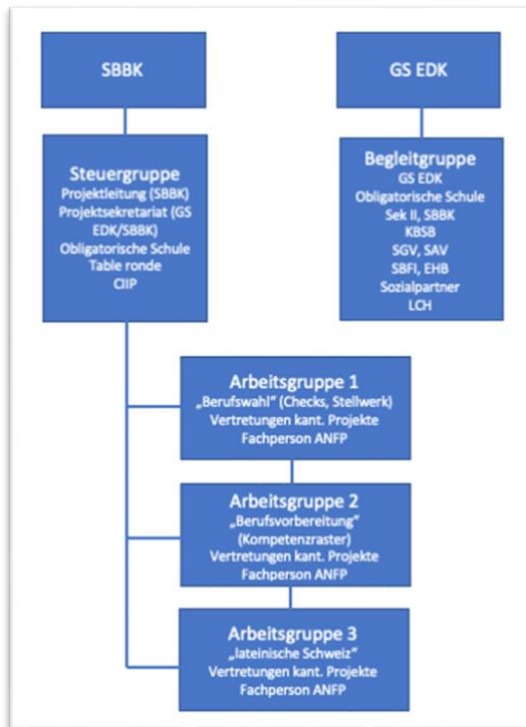 SBBK
GS EDK
Steuergruppe
Projektleitung (SBBK)
Projektsekretariat (GS
EDK/SBBK)
Obligatorische Schule
Table ronde
CIIP
Begleitgruppe
GS EDK
Obligatorische Schule
Sek II, SBBK
KBSB
SGV, SAV
SBFI, EHB
Sozialpartner
LCH
Arbeitsgruppe 1
„Berufswahl“ (Checks, Stellwerk)
Vertretungen kant. Projekte
Fachperson ANFP
Arbeitsgruppe 2
„Berufsvorbereitung“
(Kompetenzraster)
Vertretungen kant. Projekte
Fachperson ANFP
Arbeitsgruppe 3
„lateinische Schweiz“
Vertretungen kant. Projekte
Fachperson ANFP